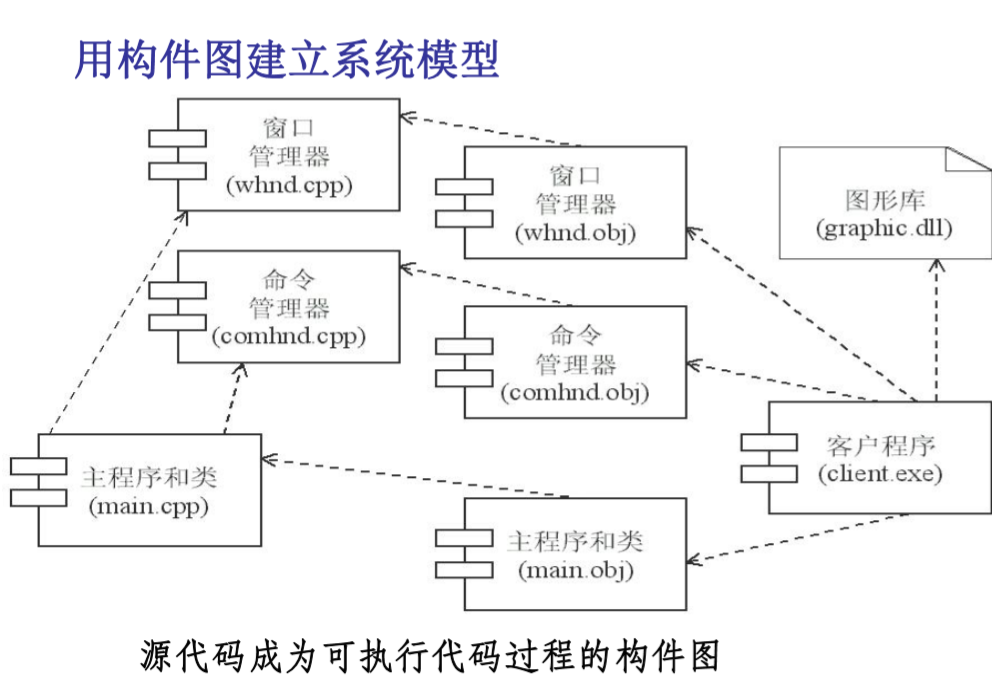 用构件图建立系统模型
窗口
管理器
(whnd.cpp)
窗口
管理器
(whnd.obj)
图形库
(graphic.dll)
命令
管理器
(comhnd.cpp)
命令
管理器
(comhnd.obj)
客户程序
(client.exe)
主程序和类
(main.cpp)
主程序和类
(main.obj)
源代码成为可执行代码过程的构件图